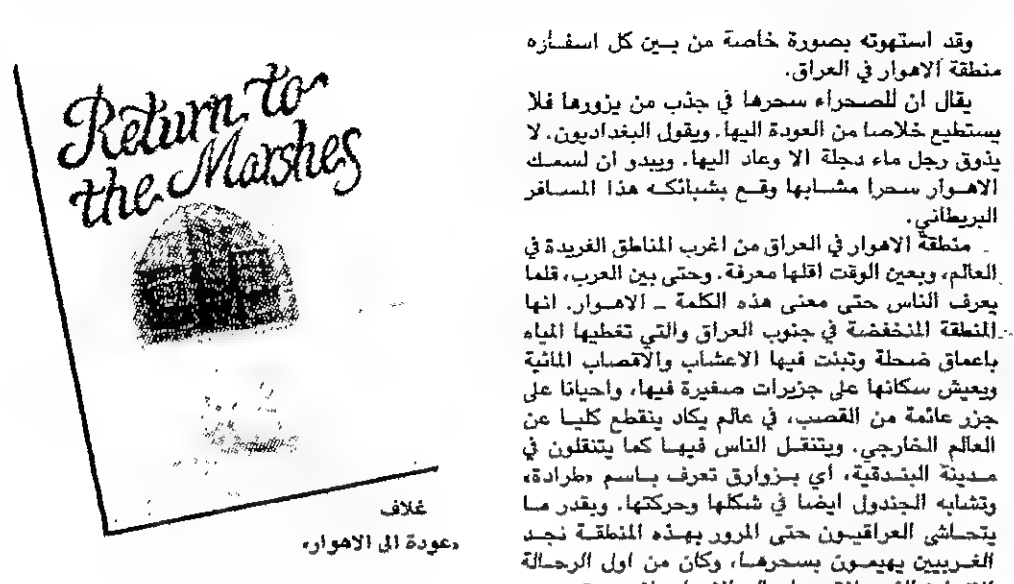 وقد استهوته بصورة خاصة من بين كل اسفاره
منطقة الاهوار في العراق.
يقال ان للصحراء سحرها في جذب من يزورها فلا
يستطيع خلاصا من العودة اليها. ويقول البغداديون. لا
يذوق رجل ماء دجلة الا وعاد اليها. ويبدو ان لسمك
الاهوار سحرا مشابها وقع بشباكه هذا المسافر
البريطاني.
منطقة الاهوار في العراق من اغرب المناطق الفريدة في
العالم، وبعين الوقت اقلها معرفة. وحتى بين العرب، قلما
يعرف الناس حتى معنى هذه الكلمة ــ الاهوار. انها
المنطقة المنخفضة في جنوب العراق والتي تغطيها المياه
باعماق ضحلة وتبنت فيها الاعشاب والاقصاب المائية
ويعيش سكانها على جزيرات صغيرة فيها، واحيانا على
جزر عائمة من القصب، في عالم يكاد ينقطع كليا عن
العالم الخارجي. ويتنقل الناس فيها كما يتنقلون في
مدينة البندقية، اي بزوارق تعرف باسم «طرادة»
وتشابه الجندول ايضا في شكلها وحركتها. وبقدر ما
يتحاشى العراقيون حتى المرور بهذه المنطقة نجد
الغربيين يهيمون بسحرها، وكان من اول الرحالة
Return to
the Marshes
غلاف
«عودة الى الاهوار»